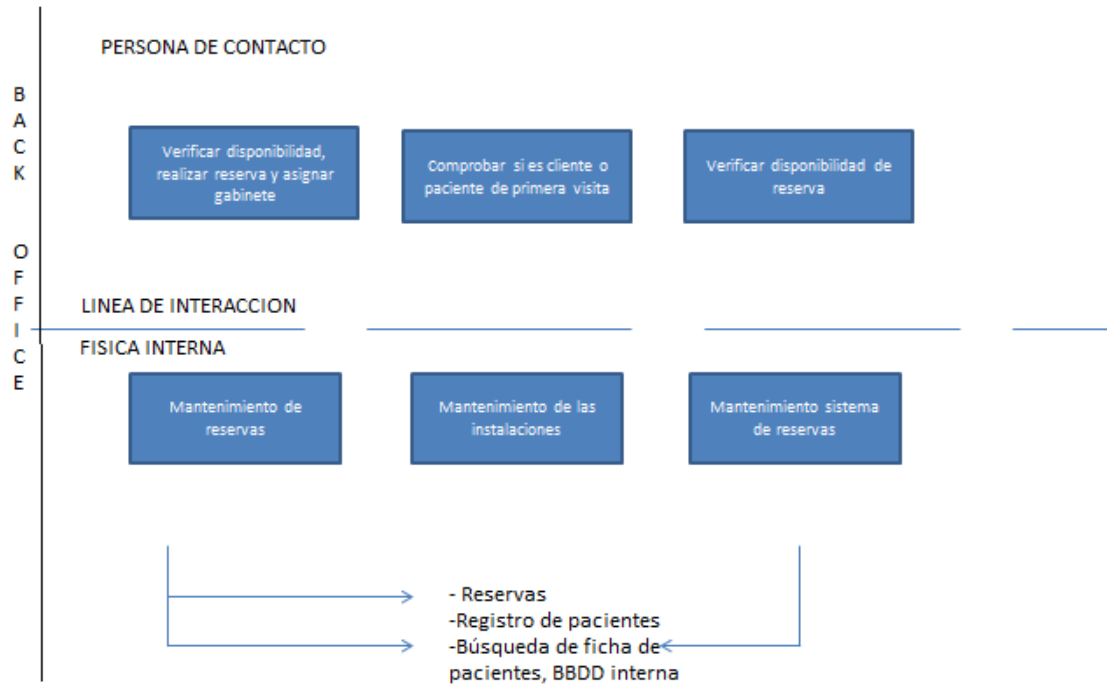 PERSONA DE CONTACTO
BACK OFFICE
Verificar disponibilidad,
realizar reserva y asignar
gabinete
Comprobar si es cliente o
paciente de primera visita
Verificar disponibilidad de
reserva
LINEA DE INTERACCION
FISICA INTERNA
Mantenimiento de
reservas
Mantenimiento de las
instalaciones
Mantenimiento sistema
de reservas
- Reservas
-Registro de pacientes
-Búsqueda de ficha de
pacientes, BBDD interna